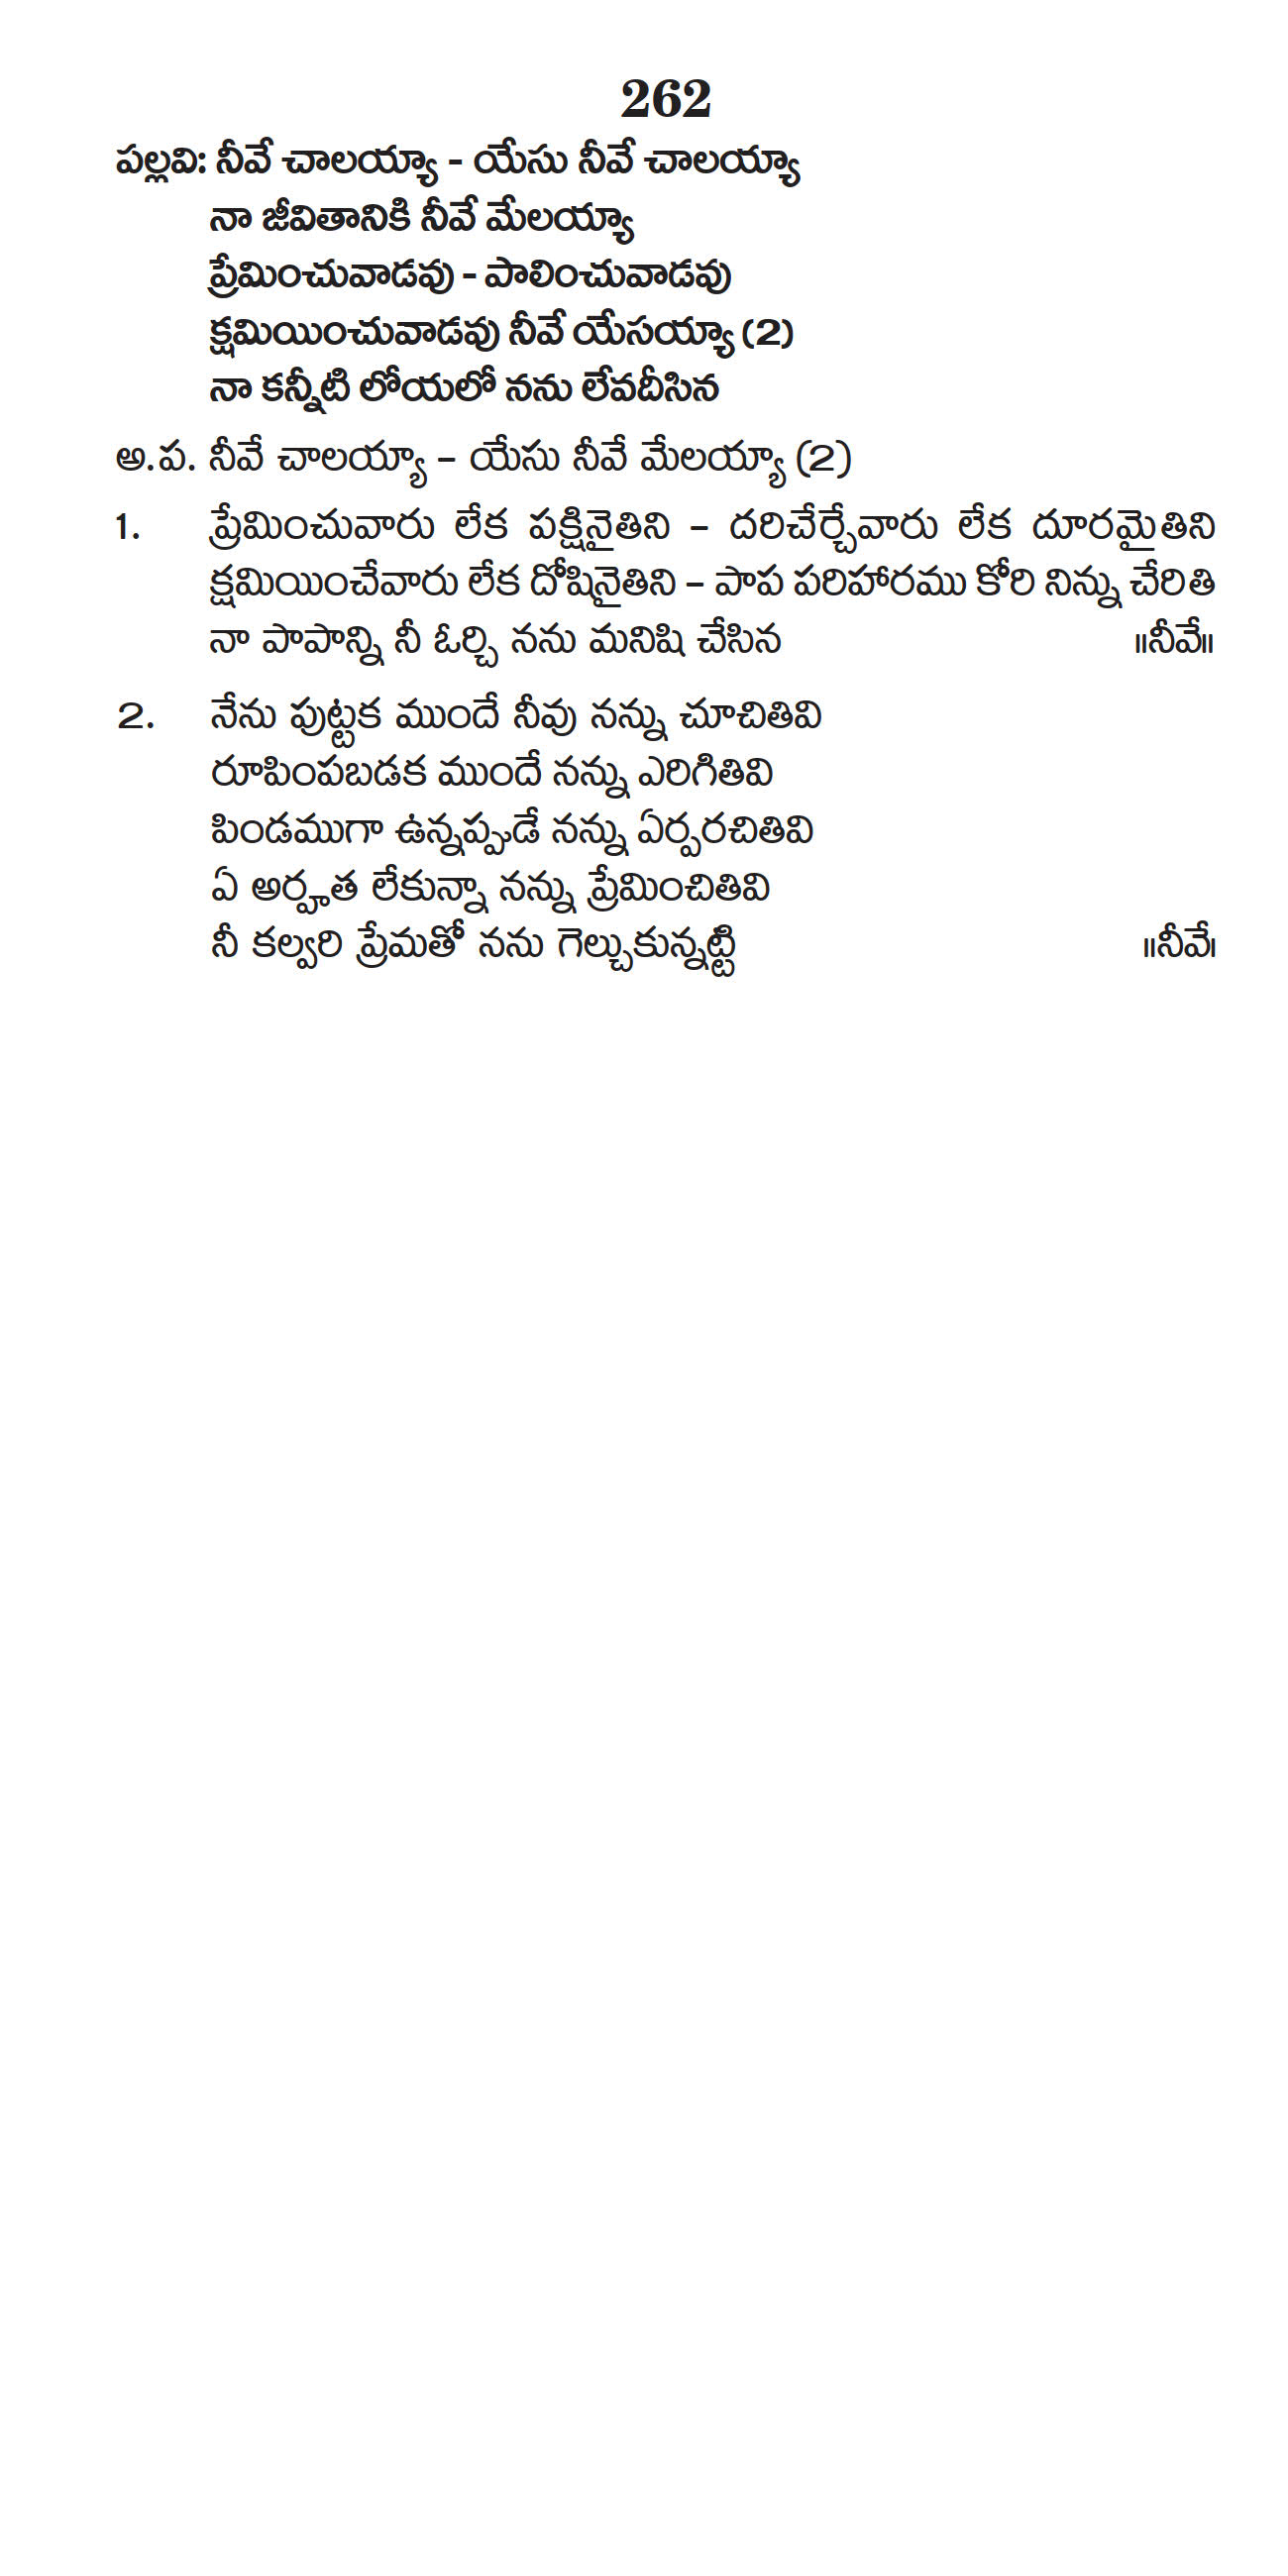 262
పల్లవి: నీవే చాలయ్యా - యేసు నీవే చాలయ్యా
నా జీవితానికి నీవే మేలయ్యా
ప్రేమించువాడవు - పాలించువాడవు
క్షమియించువాడవు నీవే యేసయ్యా (2)
నా కన్నీటి లోయలో నను లేవదీసిన
అ.ప. నీవే చాలయ్యా – యేసు నీవే మేలయ్యా (2)
1. ప్రేమించువారు లేక పక్షినైతిని – దరిచేర్చేవారు లేక దూరమైతిని
క్షమియించేవారు లేక దోషినైతిని – పాప పరిహారము కోరి నిన్ను చేరితి
నా పాపాన్ని నీ ఓర్చి నను మనిషి చేసిన ॥నీవే॥
2. నేను పుట్టక ముందే నీవు నన్ను చూచితివి
రూపింపబడక ముందే నన్ను ఎరిగితివి
పిండముగా ఉన్నప్పుడే నన్ను ఏర్పరచితివి
ఏ అర్హత లేకున్నా నన్ను ప్రేమించితివి
నీ కల్వరి ప్రేమతో నను గెల్చుకున్నట్టి ॥నీవే।